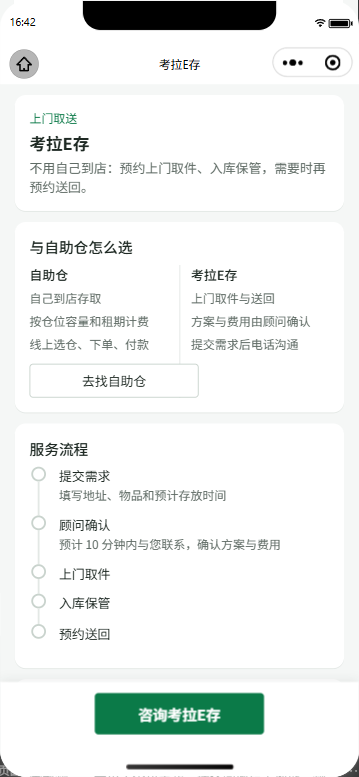 16:42
考拉E存
上门取送
考拉E存
不用自己到店：预约上门取件、入库保管，需要时再
预约送回。
与自助仓怎么选
自助仓
考拉E存
自己到店存取
上门取件与送回
按仓位容量和租期计费
方案与费用由顾问确认
线上选仓、下单、付款
提交需求后电话沟通
去找自助仓
服务流程
提交需求
填写地址、物品和预计存放时间
顾问确认
预计 10 分钟内与您联系，确认方案与费用
上门取件
入库保管
预约送回
咨询考拉E存